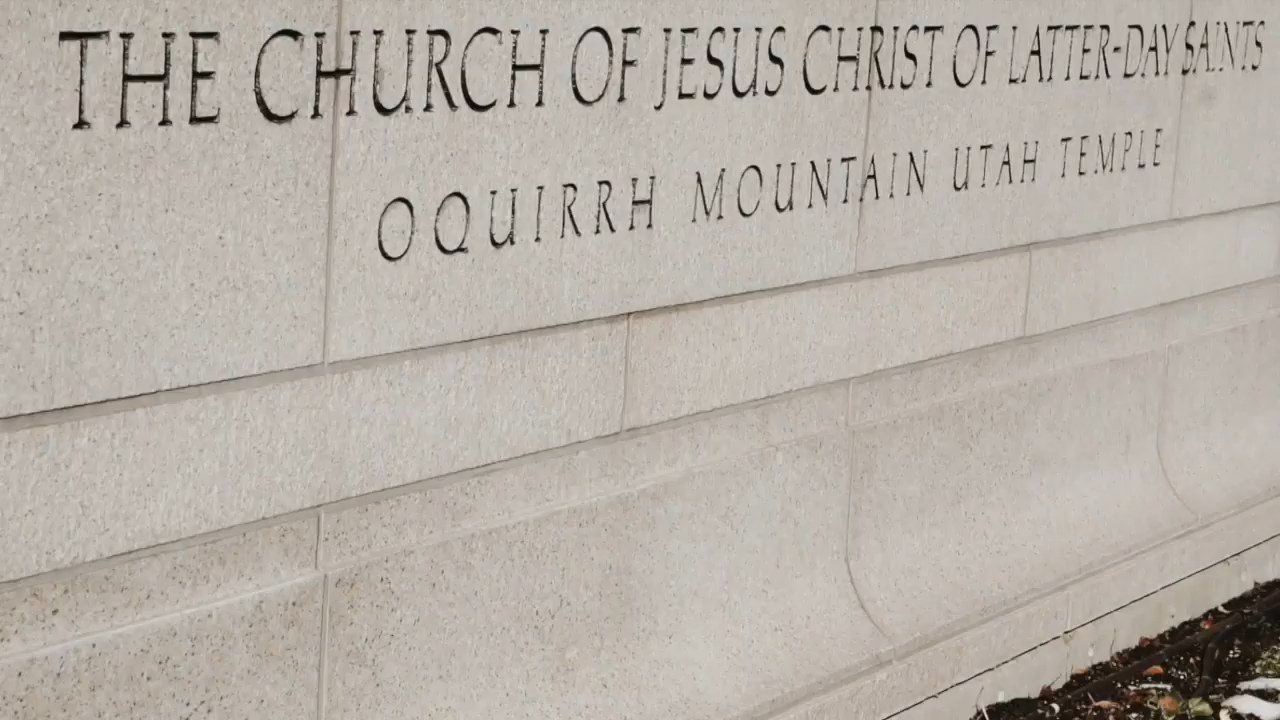 THE CHURCH OF JESUS CHRIST OF LATTER-DAY SAINTS
OQUIRRH MOUNTAIN UTAH TEMPLE